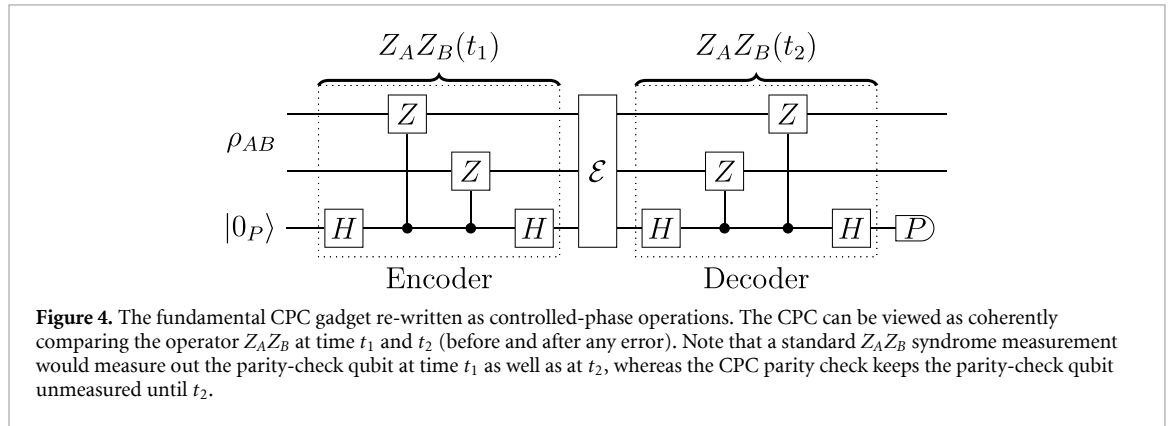 Z_A Z_B(t_1) Z_A Z_B(t_2)
Z Z
ρ_AB Z ℰ Z
|0_P⟩ H H H H P
Encoder Decoder
Figure 4. The fundamental CPC gadget re-written as controlled-phase operations. The CPC can be viewed as coherently
comparing the operator Z_A Z_B at time t_1 and t_2 (before and after any error). Note that a standard Z_A Z_B syndrome measurement
would measure out the parity-check qubit at time t_1 as well as at t_2, whereas the CPC parity check keeps the parity-check qubit
unmeasured until t_2.